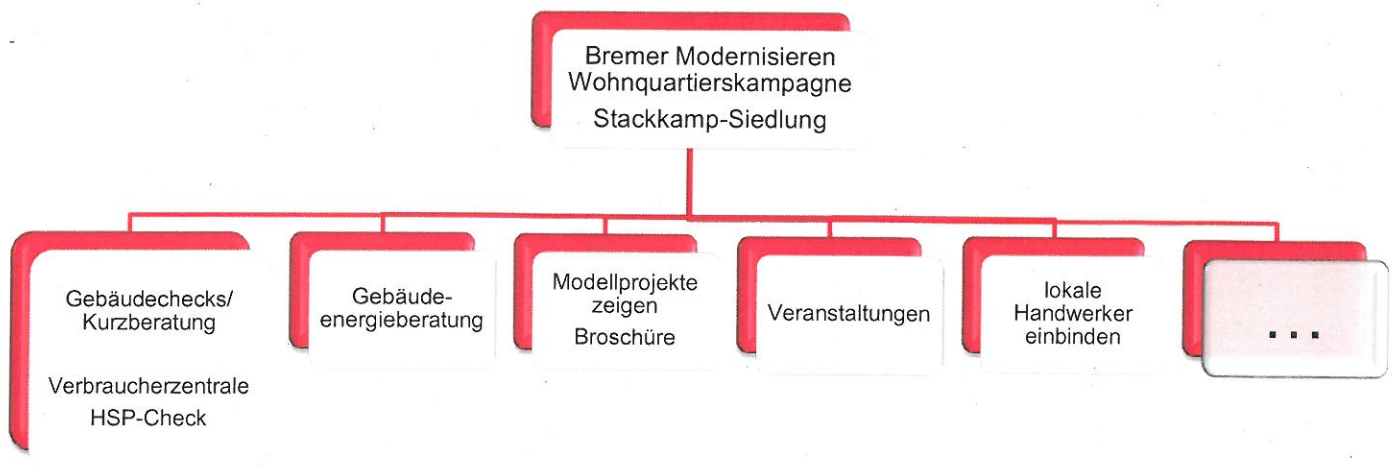 Bremer Modernisieren
Wohnquartierskampagne
Stackkamp-Siedlung
Gebäudechecks/
Kurzberatung
Verbraucherzentrale
HSP-Check
Gebäude-
energieberatung
Modellprojekte
zeigen
Broschüre
Veranstaltungen
lokale
Handwerker
einbinden
...